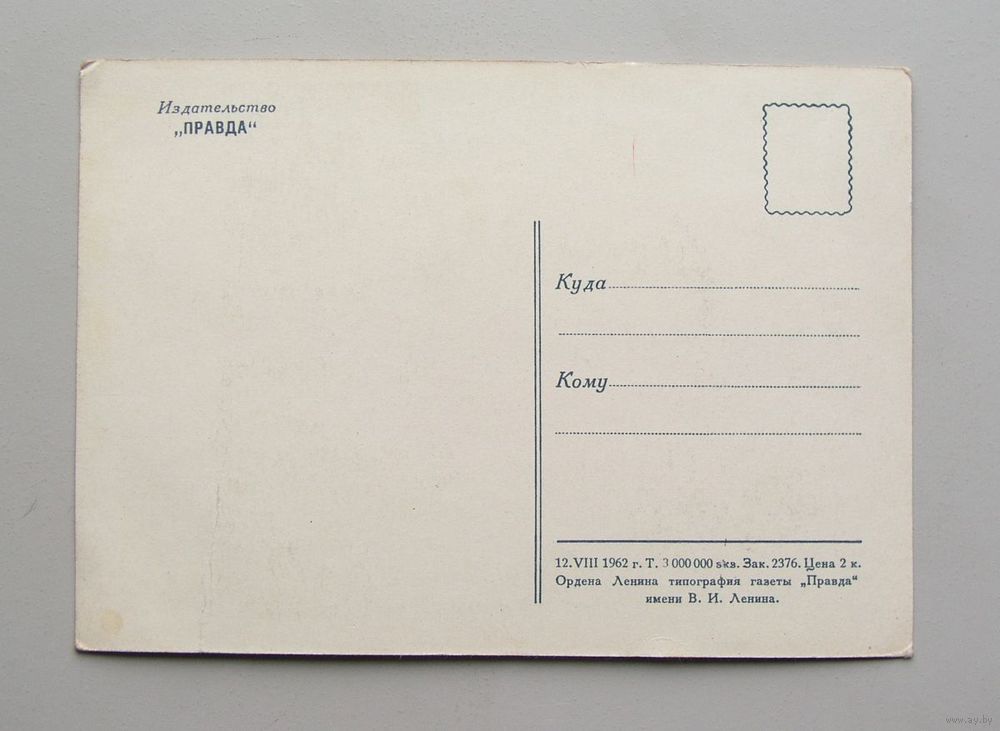 Издательство
„ПРАВДА“
Куда
Кому
12.VIII 1962 г. Т. 3 000 000 экв. Зак. 2376. Цена 2 к.
Ордена Ленина типография газеты „Правда“
имени В. И. Ленина.
www.ay.by